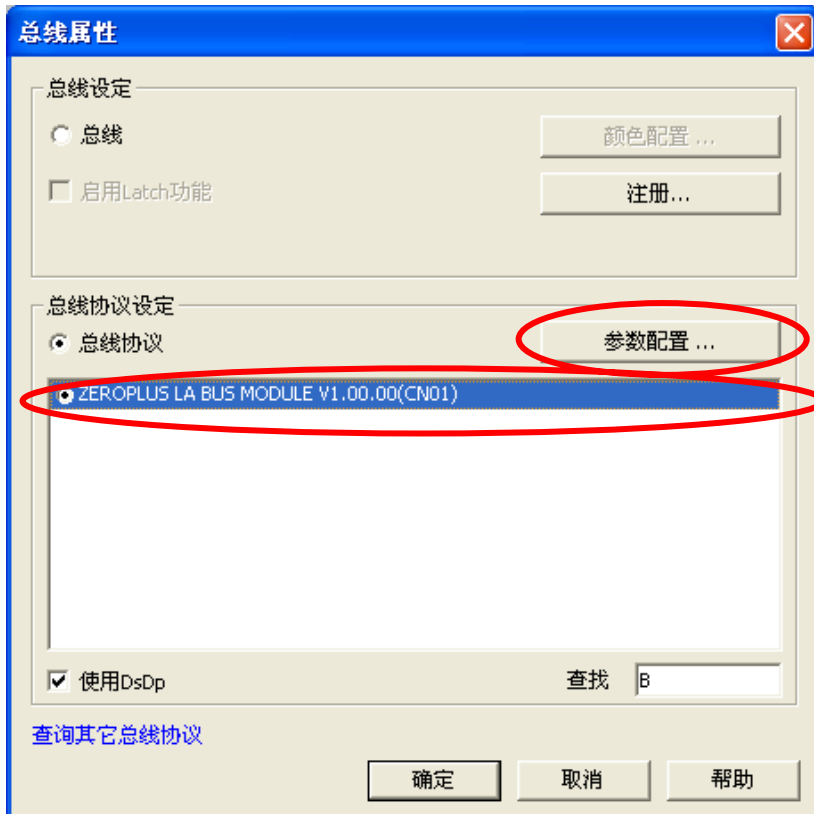 总线属性
总线设定
总线
颜色配置 ...
启用Latch功能
注册...
总线协议设定
总线协议
参数配置 ...
ZEROPLUS LA BUS MODULE V1.00.00(CN01)
使用DsDp
查找 B
查询其它总线协议
确定 取消 帮助